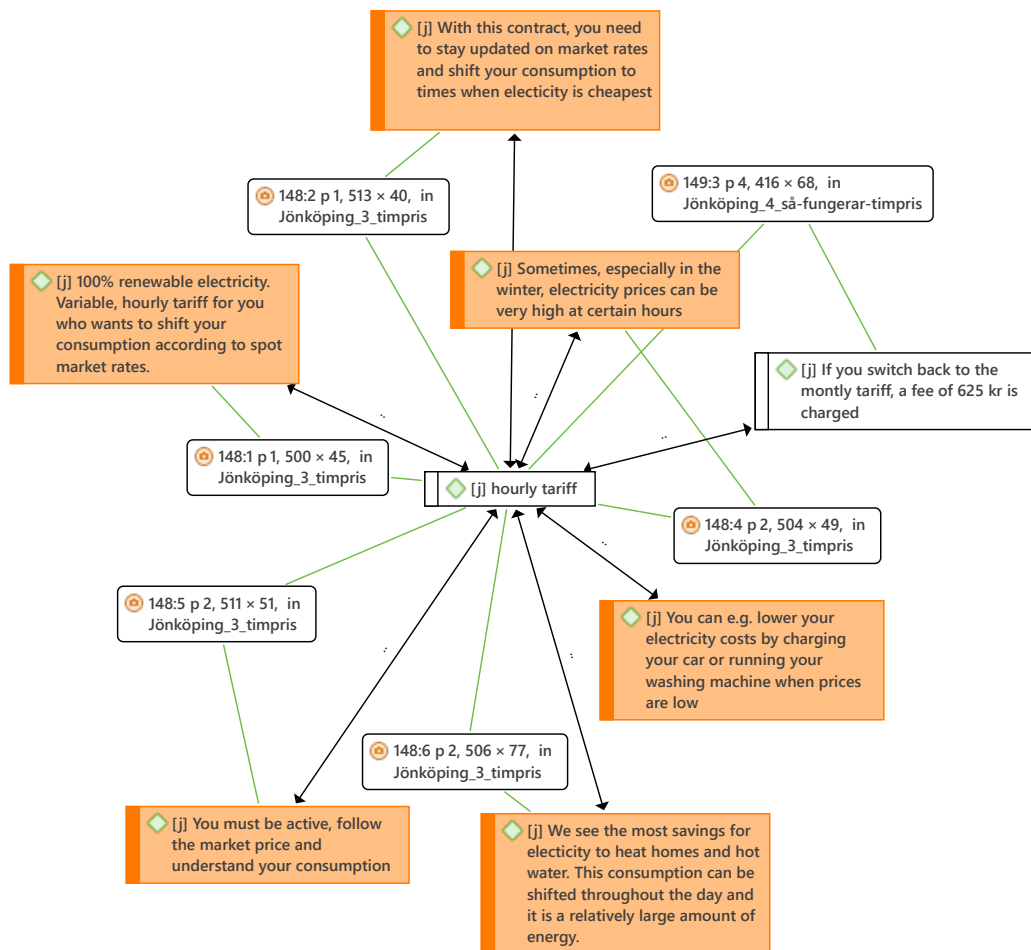 [j] With this contract, you need
to stay updated on market rates
and shift your consumption to
times when electicity is cheapest
148:2 p 1, 513 × 40, in
Jönköping_3_timpris
149:3 p 4, 416 × 68, in
Jönköping_4_så-fungerar-timpris
[j] 100% renewable electricity.
Variable, hourly tariff for you
who wants to shift your
consumption according to spot
market rates.
[j] Sometimes, especially in the
winter, electricity prices can be
very high at certain hours
[j] If you switch back to the
montly tariff, a fee of 625 kr is
charged
148:1 p 1, 500 × 45, in
Jönköping_3_timpris
[j] hourly tariff
148:4 p 2, 504 × 49, in
Jönköping_3_timpris
148:5 p 2, 511 × 51, in
Jönköping_3_timpris
[j] You can e.g. lower your
electricity costs by charging
your car or running your
washing machine when prices
are low
148:6 p 2, 506 × 77, in
Jönköping_3_timpris
[j] You must be active, follow
the market price and
understand your consumption
[j] We see the most savings for
electicity to heat homes and hot
water. This consumption can be
shifted throughout the day and
it is a relatively large amount of
energy.